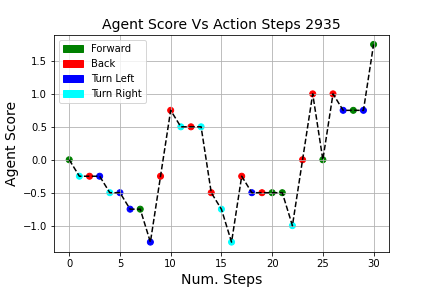 Agent Score Vs Action Steps 2935
Forward
Back
Turn Left
Turn Right
Agent Score
1.5
1.0
0.5
0.0
−0.5
−1.0
0 5 10 15 20 25 30
Num. Steps